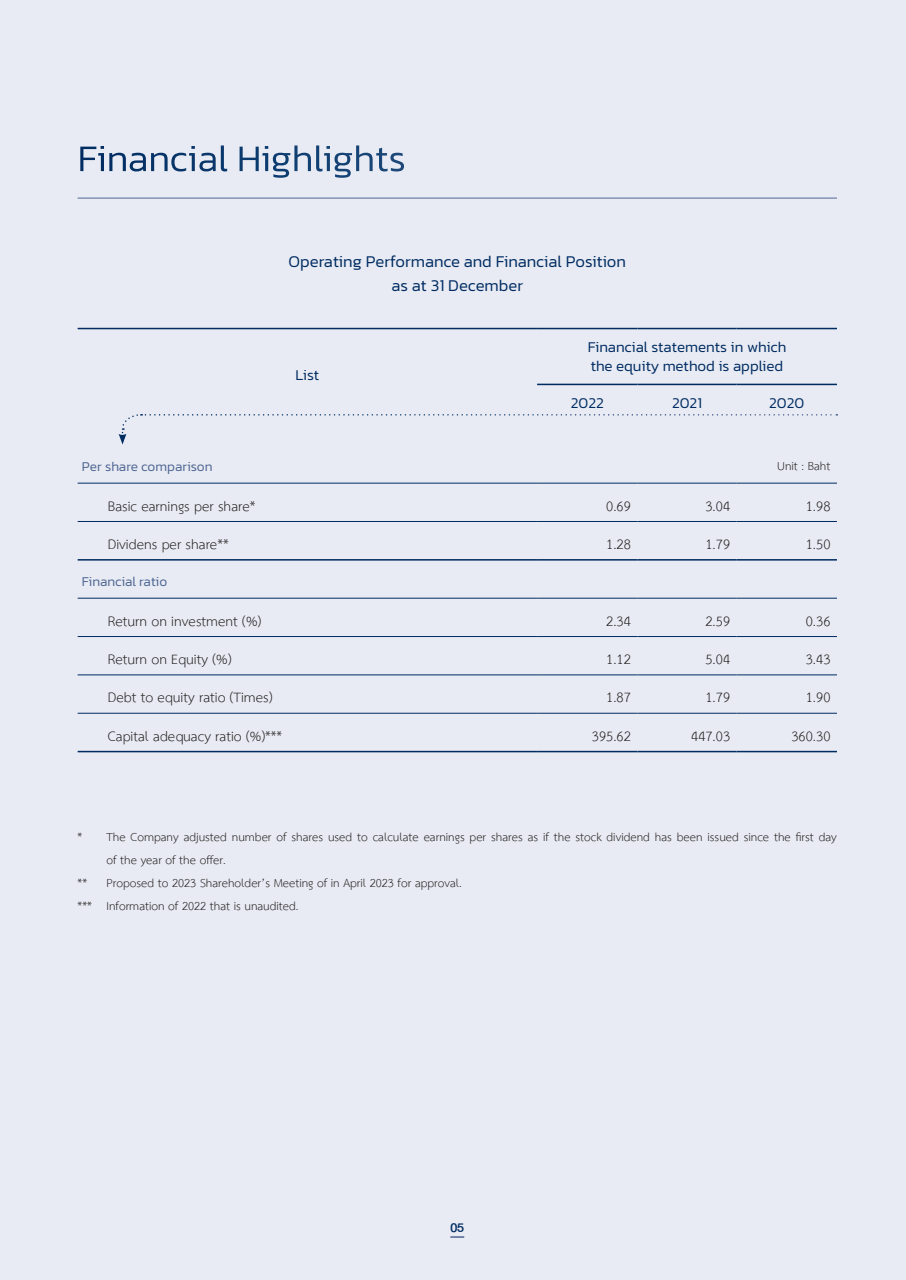 Financial Highlights
Operating Performance and Financial Position
as at 31 December
List
Financial statements in which
the equity method is applied
2022 2021 2020
Per share comparison Unit : Baht
Basic earnings per share* 0.69 3.04 1.98
Dividens per share** 1.28 1.79 1.50
Financial ratio
Return on investment (%) 2.34 2.59 0.36
Return on Equity (%) 1.12 5.04 3.43
Debt to equity ratio (Times) 1.87 1.79 1.90
Capital adequacy ratio (%)*** 395.62 447.03 360.30
* The Company adjusted number of shares used to calculate earnings per shares as if the stock dividend has been issued since the first day
of the year of the offer.
** Proposed to 2023 Shareholder's Meeting of in April 2023 for approval.
*** Information of 2022 that is unaudited.
05